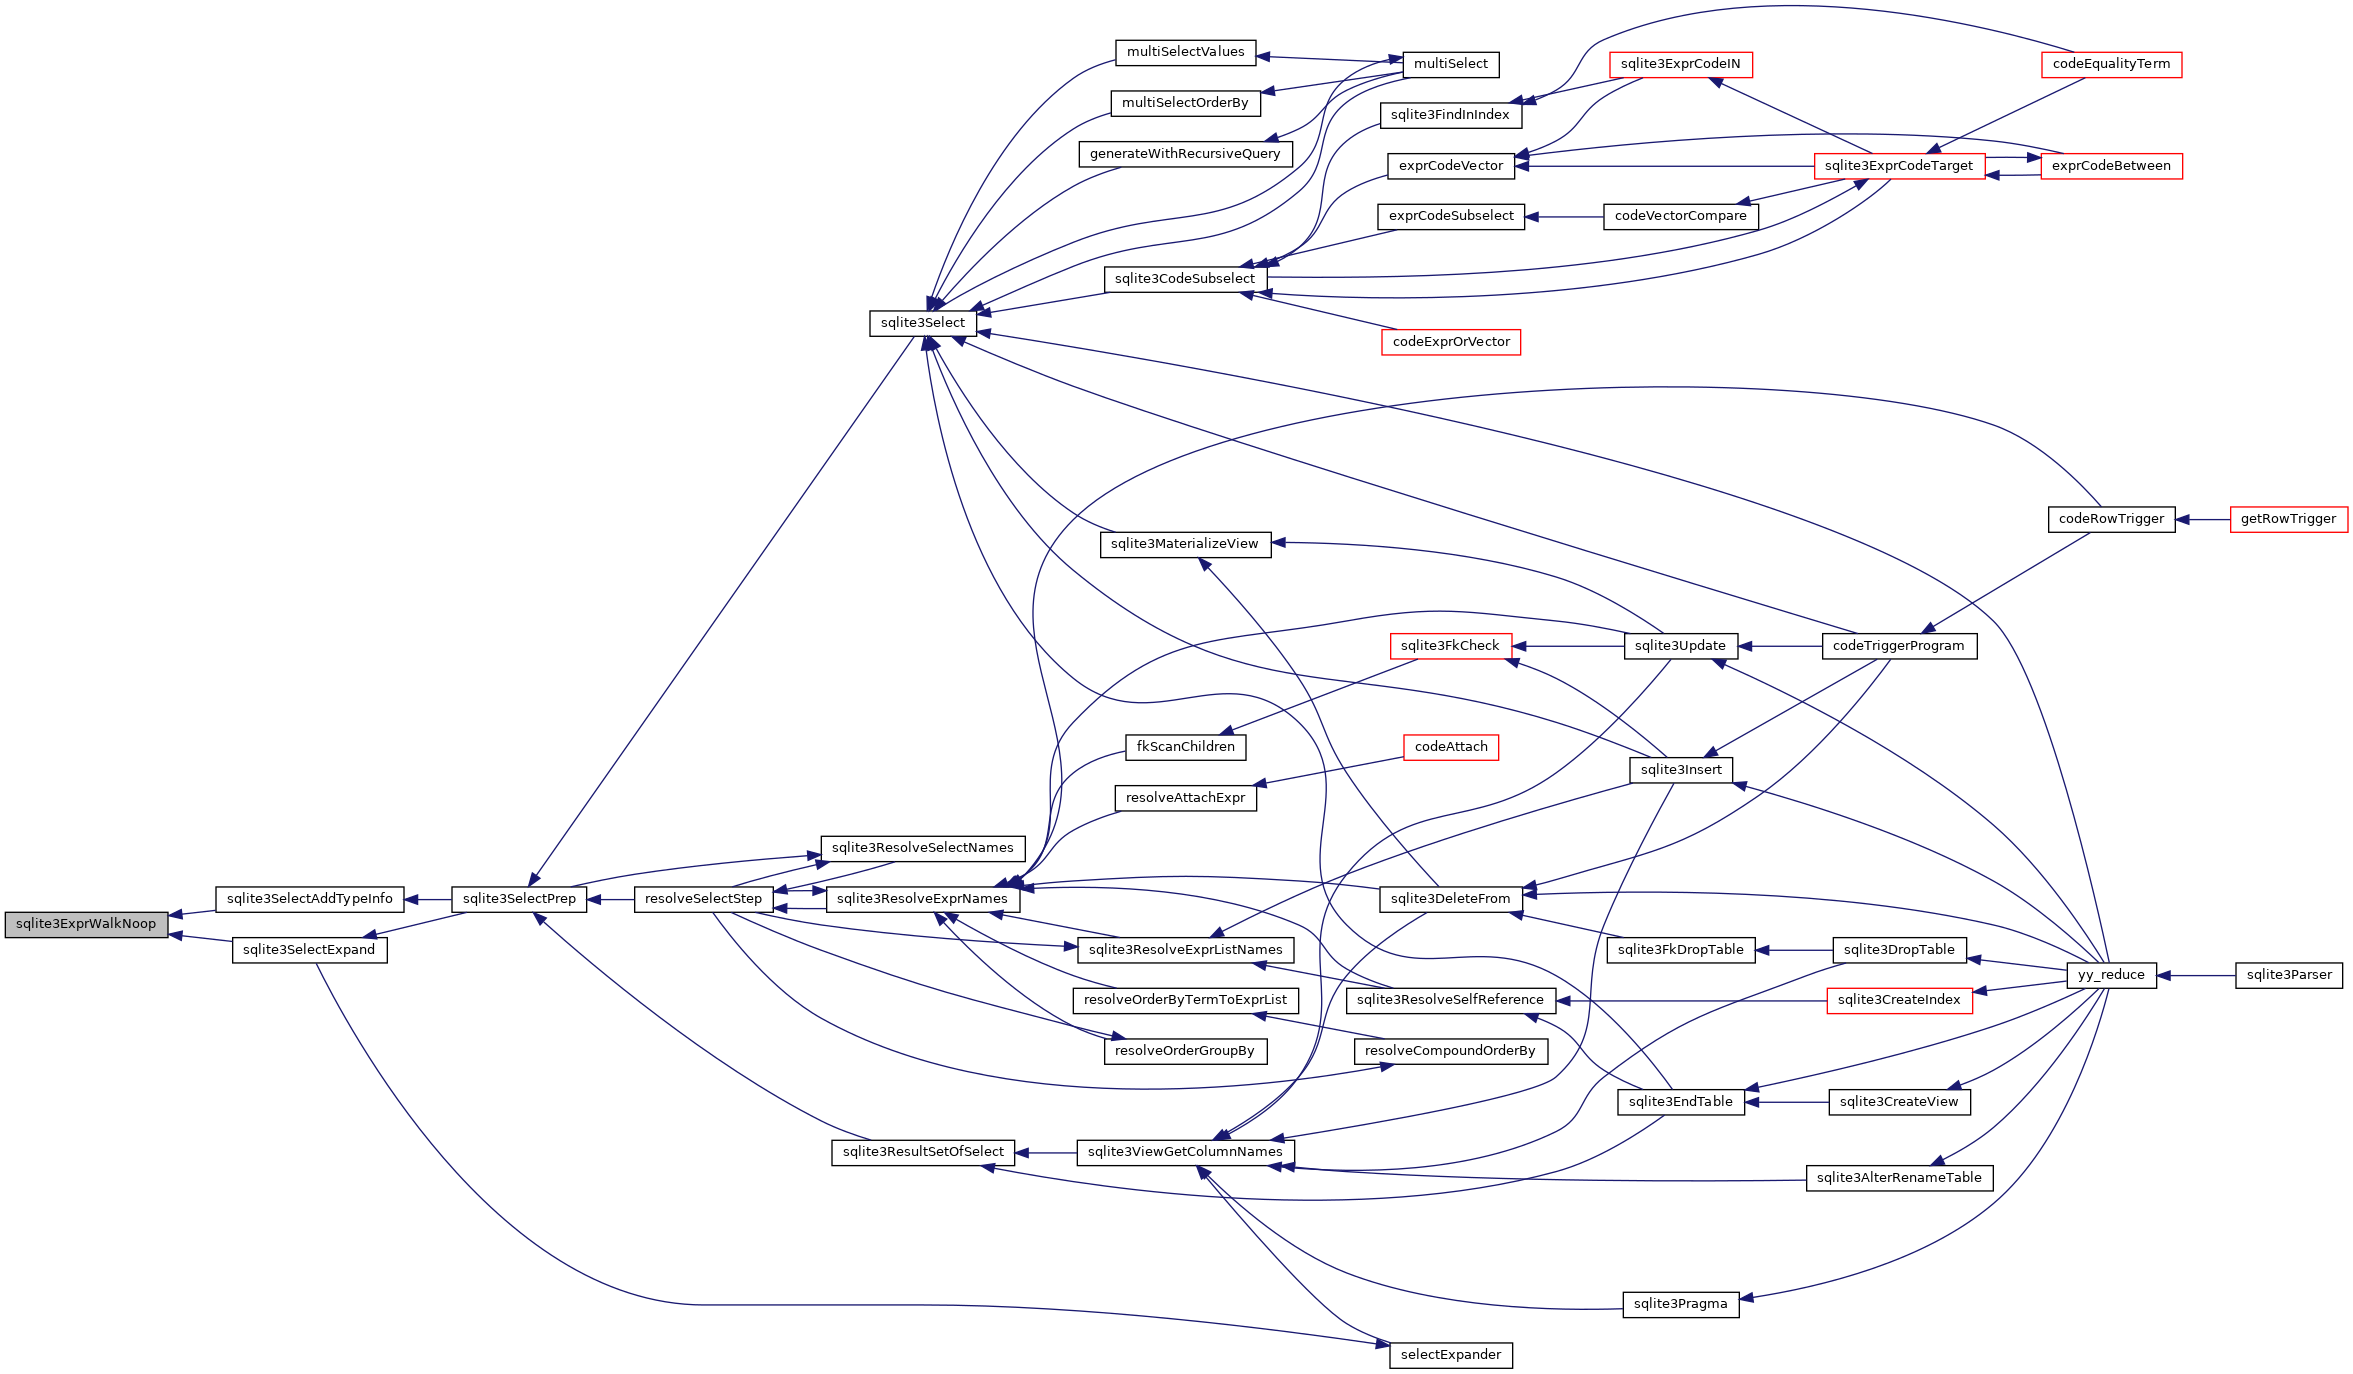 multiSelectValues
multiSelect
sqlite3ExprCodeIN
codeEqualityTerm
multiSelectOrderBy
sqlite3FindInIndex
generateWithRecursiveQuery
exprCodeVector
sqlite3ExprCodeTarget
exprCodeBetween
exprCodeSubselect
codeVectorCompare
sqlite3CodeSubselect
sqlite3Select
codeExprOrVector
codeRowTrigger
getRowTrigger
sqlite3MaterializeView
sqlite3FkCheck
sqlite3Update
codeTriggerProgram
fkScanChildren
codeAttach
sqlite3Insert
resolveAttachExpr
sqlite3ResolveSelectNames
sqlite3SelectAddTypeInfo
sqlite3SelectPrep
resolveSelectStep
sqlite3ResolveExprNames
sqlite3DeleteFrom
sqlite3ExprWalkNoop
sqlite3SelectExpand
sqlite3ResolveExprListNames
sqlite3FkDropTable
sqlite3DropTable
yy_reduce
sqlite3Parser
resolveOrderByTermToExprList
sqlite3ResolveSelfReference
sqlite3CreateIndex
resolveOrderGroupBy
resolveCompoundOrderBy
sqlite3EndTable
sqlite3CreateView
sqlite3ResultSetOfSelect
sqlite3ViewGetColumnNames
sqlite3AlterRenameTable
sqlite3Pragma
selectExpander